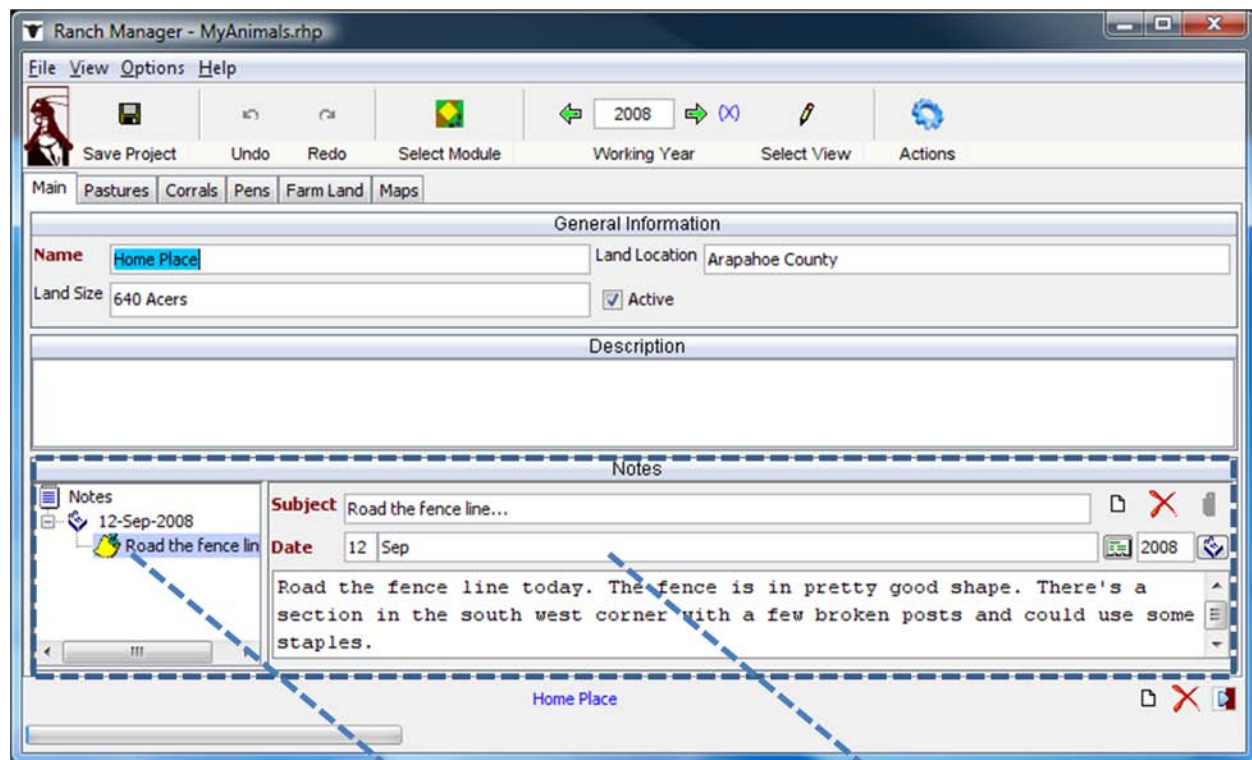 Ranch Manager - MyAnimals.rhp
File View Options Help
2008 (X)
Save Project Undo Redo Select Module Working Year Select View Actions
Main Pastures Corrals Pens Farm Land Maps
General Information
Name Home Place Land Location Arapahoe County
Land Size 640 Acers Active
Description
Notes
Notes
12-Sep-2008
Road the fence lin
Subject Road the fence line...
Date 12 Sep 2008
Road the fence line today. The fence is in pretty good shape. There's a
section in the south west corner with a few broken posts and could use some
staples.
Home Place